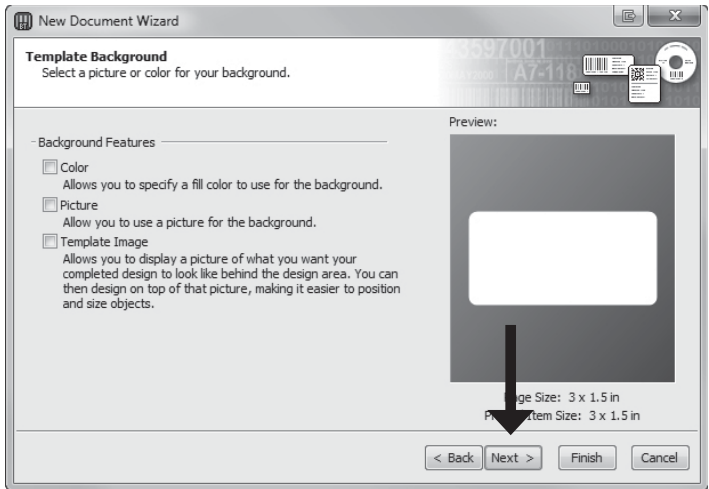 New Document Wizard
Template Background
Select a picture or color for your background.
3597001
A7-118
Preview:
Background Features
Color
Allows you to specify a fill color to use for the background.
Picture
Allow you to use a picture for the background.
Template Image
Allows you to display a picture of what you want your
completed design to look like behind the design area. You can
then design on top of that picture, making it easier to position
and size objects.
Size: 3 x 1.5 in
Item Size: 3 x 1.5 in
< Back Next > Finish Cancel